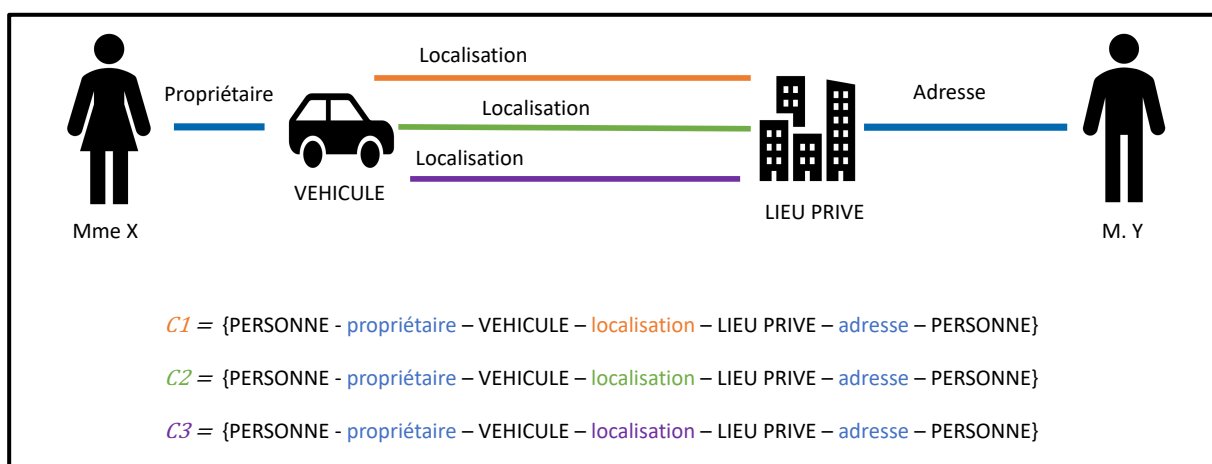 Localisation
Propriétaire
Localisation
Adresse
Localisation
VEHICULE
LIEU PRIVE
Mme X
M. Y
C1 = {PERSONNE - propriétaire – VEHICULE – localisation – LIEU PRIVE – adresse – PERSONNE}
C2 = {PERSONNE - propriétaire – VEHICULE – localisation – LIEU PRIVE – adresse – PERSONNE}
C3 = {PERSONNE - propriétaire – VEHICULE – localisation – LIEU PRIVE – adresse – PERSONNE}